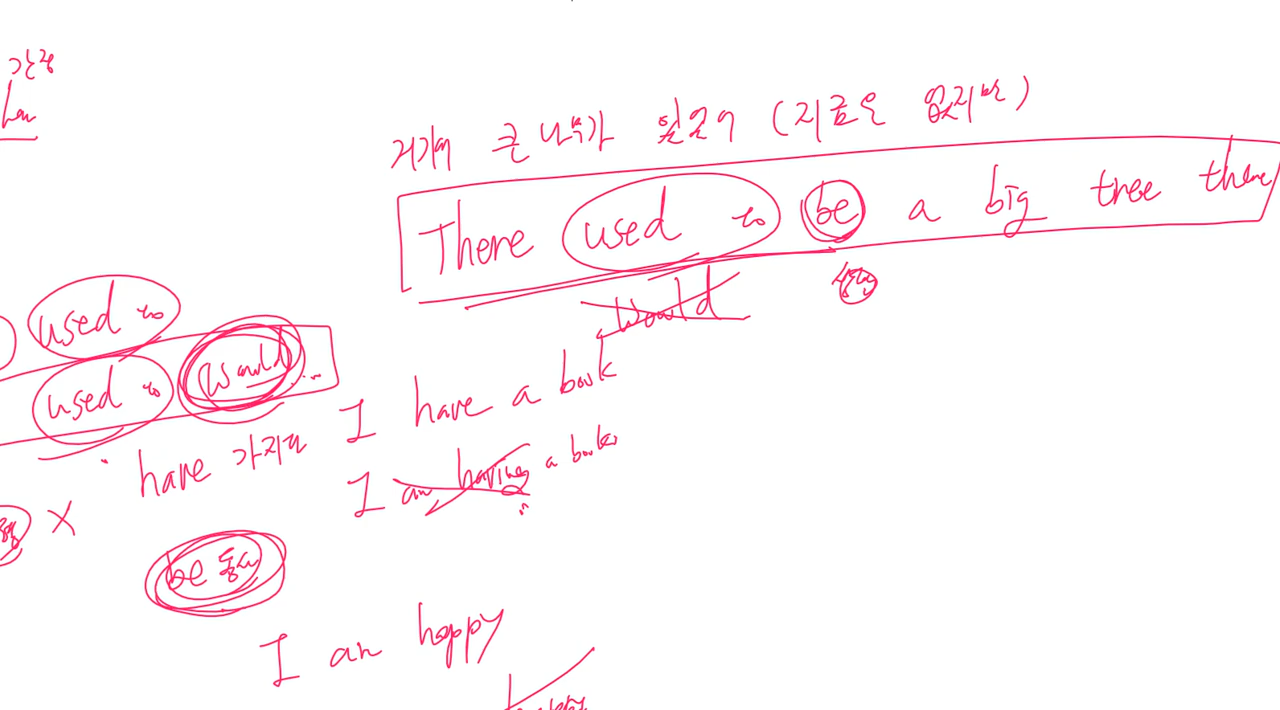 거기에 큰 나무가 있었어 (지금은 없지만)
There used to be a big tree there
would
used to
used to would ...
have 가지다
I have a book
I am having a book
X
be 동사
I am happy